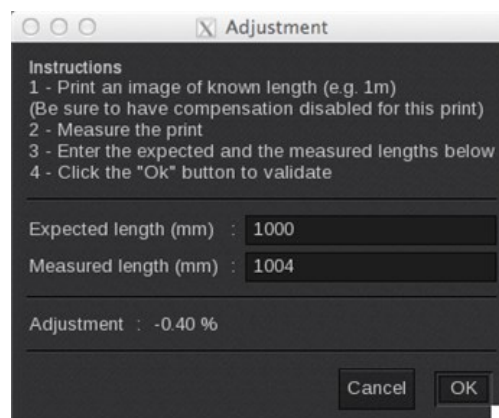 Adjustment
Instructions
1 - Print an image of known length (e.g. 1m)
(Be sure to have compensation disabled for this print)
2 - Measure the print
3 - Enter the expected and the measured lengths below
4 - Click the "Ok" button to validate
Expected length (mm) : 1000
Measured length (mm) : 1004
Adjustment : -0.40 %
Cancel OK